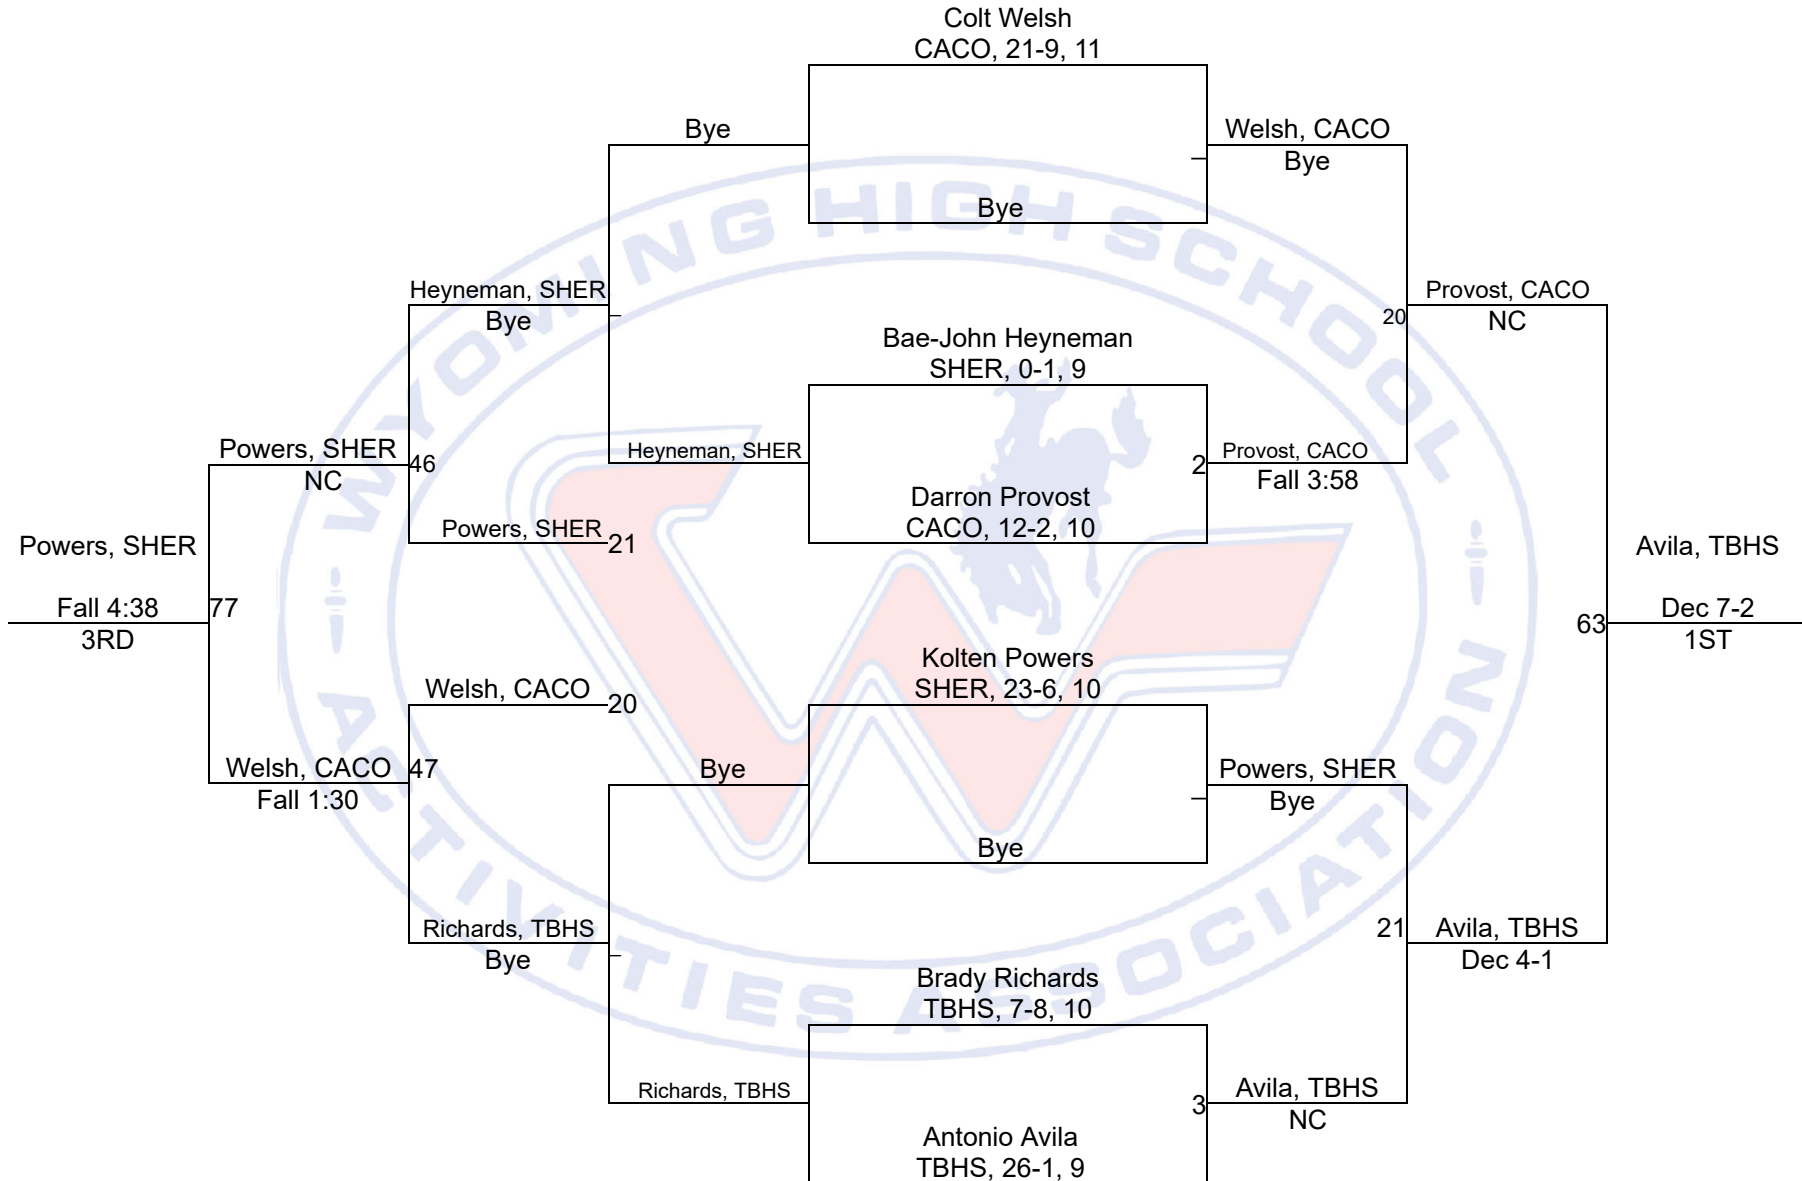 Colt Welsh
CACO, 21-9, 11
Bye
Welsh, CACO
Bye
Bye
Heyneman, SHER
Bye
Provost, CACO
20
NC
Bae-John Heyneman
SHER, 0-1, 9
Powers, SHER
46
NC
Heyneman, SHER
2
Provost, CACO
Fall 3:58
Darron Provost
CACO, 12-2, 10
Powers, SHER
21
Powers, SHER
Fall 4:38
77
3RD
Avila, TBHS
63
Dec 7-2
1ST
Kolten Powers
SHER, 23-6, 10
Welsh, CACO
20
Welsh, CACO
47
Fall 1:30
Bye
Powers, SHER
Bye
Bye
Richards, TBHS
Bye
21
Avila, TBHS
Dec 4-1
Brady Richards
TBHS, 7-8, 10
Richards, TBHS
3
Avila, TBHS
NC
Antonio Avila
TBHS, 26-1, 9
WYOMING HIGH SCHOOL
ACTIVITIES ASSOCIATION